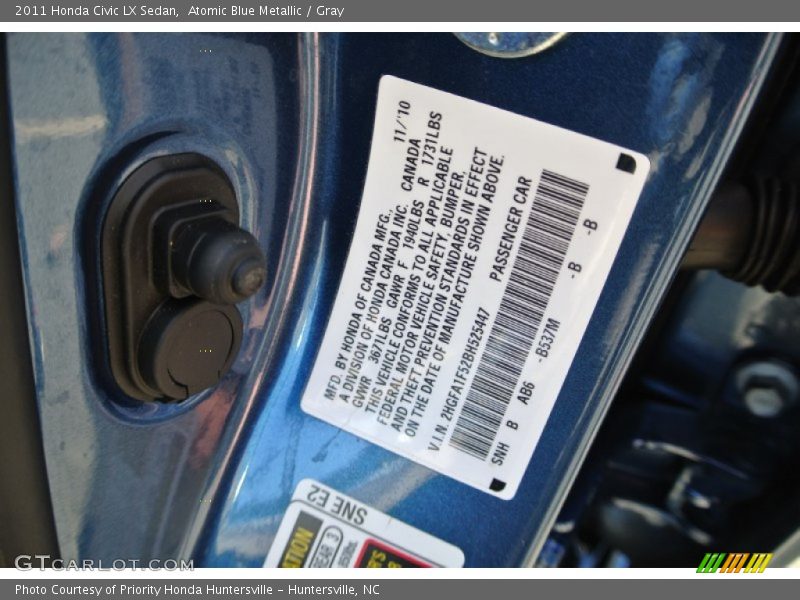 2011 Honda Civic LX Sedan, Atomic Blue Metallic / Gray
MFD. BY HONDA OF CANADA MFG., 11/'10
A DIVISION OF HONDA CANADA INC. CANADA
GVWR 3671LBS GAWR F 1940LBS R 1731LBS
THIS VEHICLE CONFORMS TO ALL APPLICABLE
FEDERAL MOTOR VEHICLE SAFETY, BUMPER,
AND THEFT PREVENTION STANDARDS IN EFFECT
ON THE DATE OF MANUFACTURE SHOWN ABOVE.
V.I.N. 2HGFA1F52BH525447 PASSENGER CAR
SNH B AB6 -B537M -B -B
SNE E2
GTCARLOT.COM
Photo Courtesy of Priority Honda Huntersville – Huntersville, NC